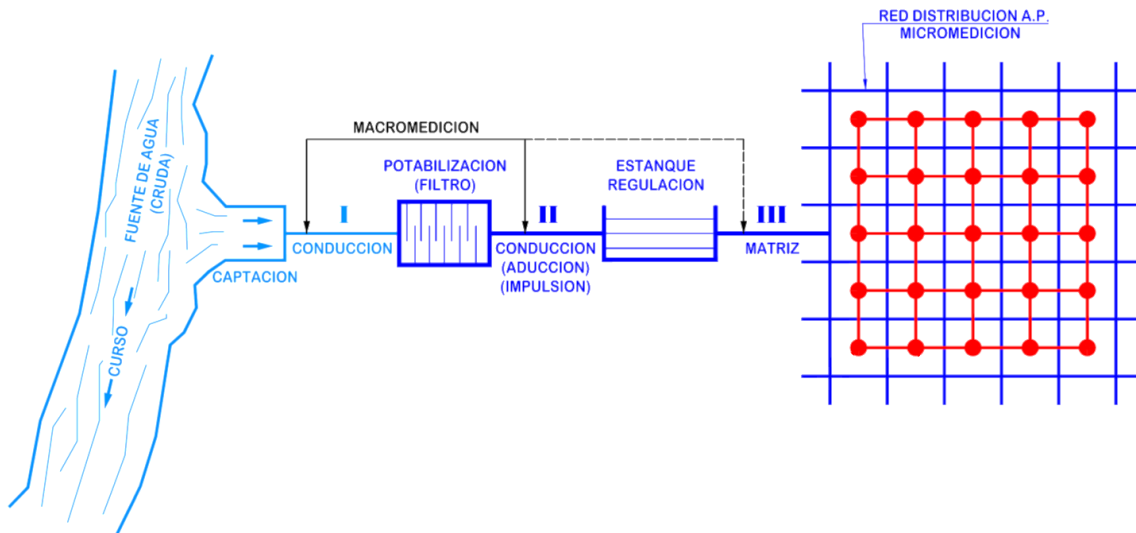 RED DISTRIBUCION A.P.
MICROMEDICION
MACROMEDICION
FUENTE DE AGUA
(CRUDA)
CURSO
CAPTACION
I
CONDUCCION
POTABILIZACION
(FILTRO)
II
CONDUCCION
(ADUCCION)
(IMPULSION)
ESTANQUE
REGULACION
III
MATRIZ